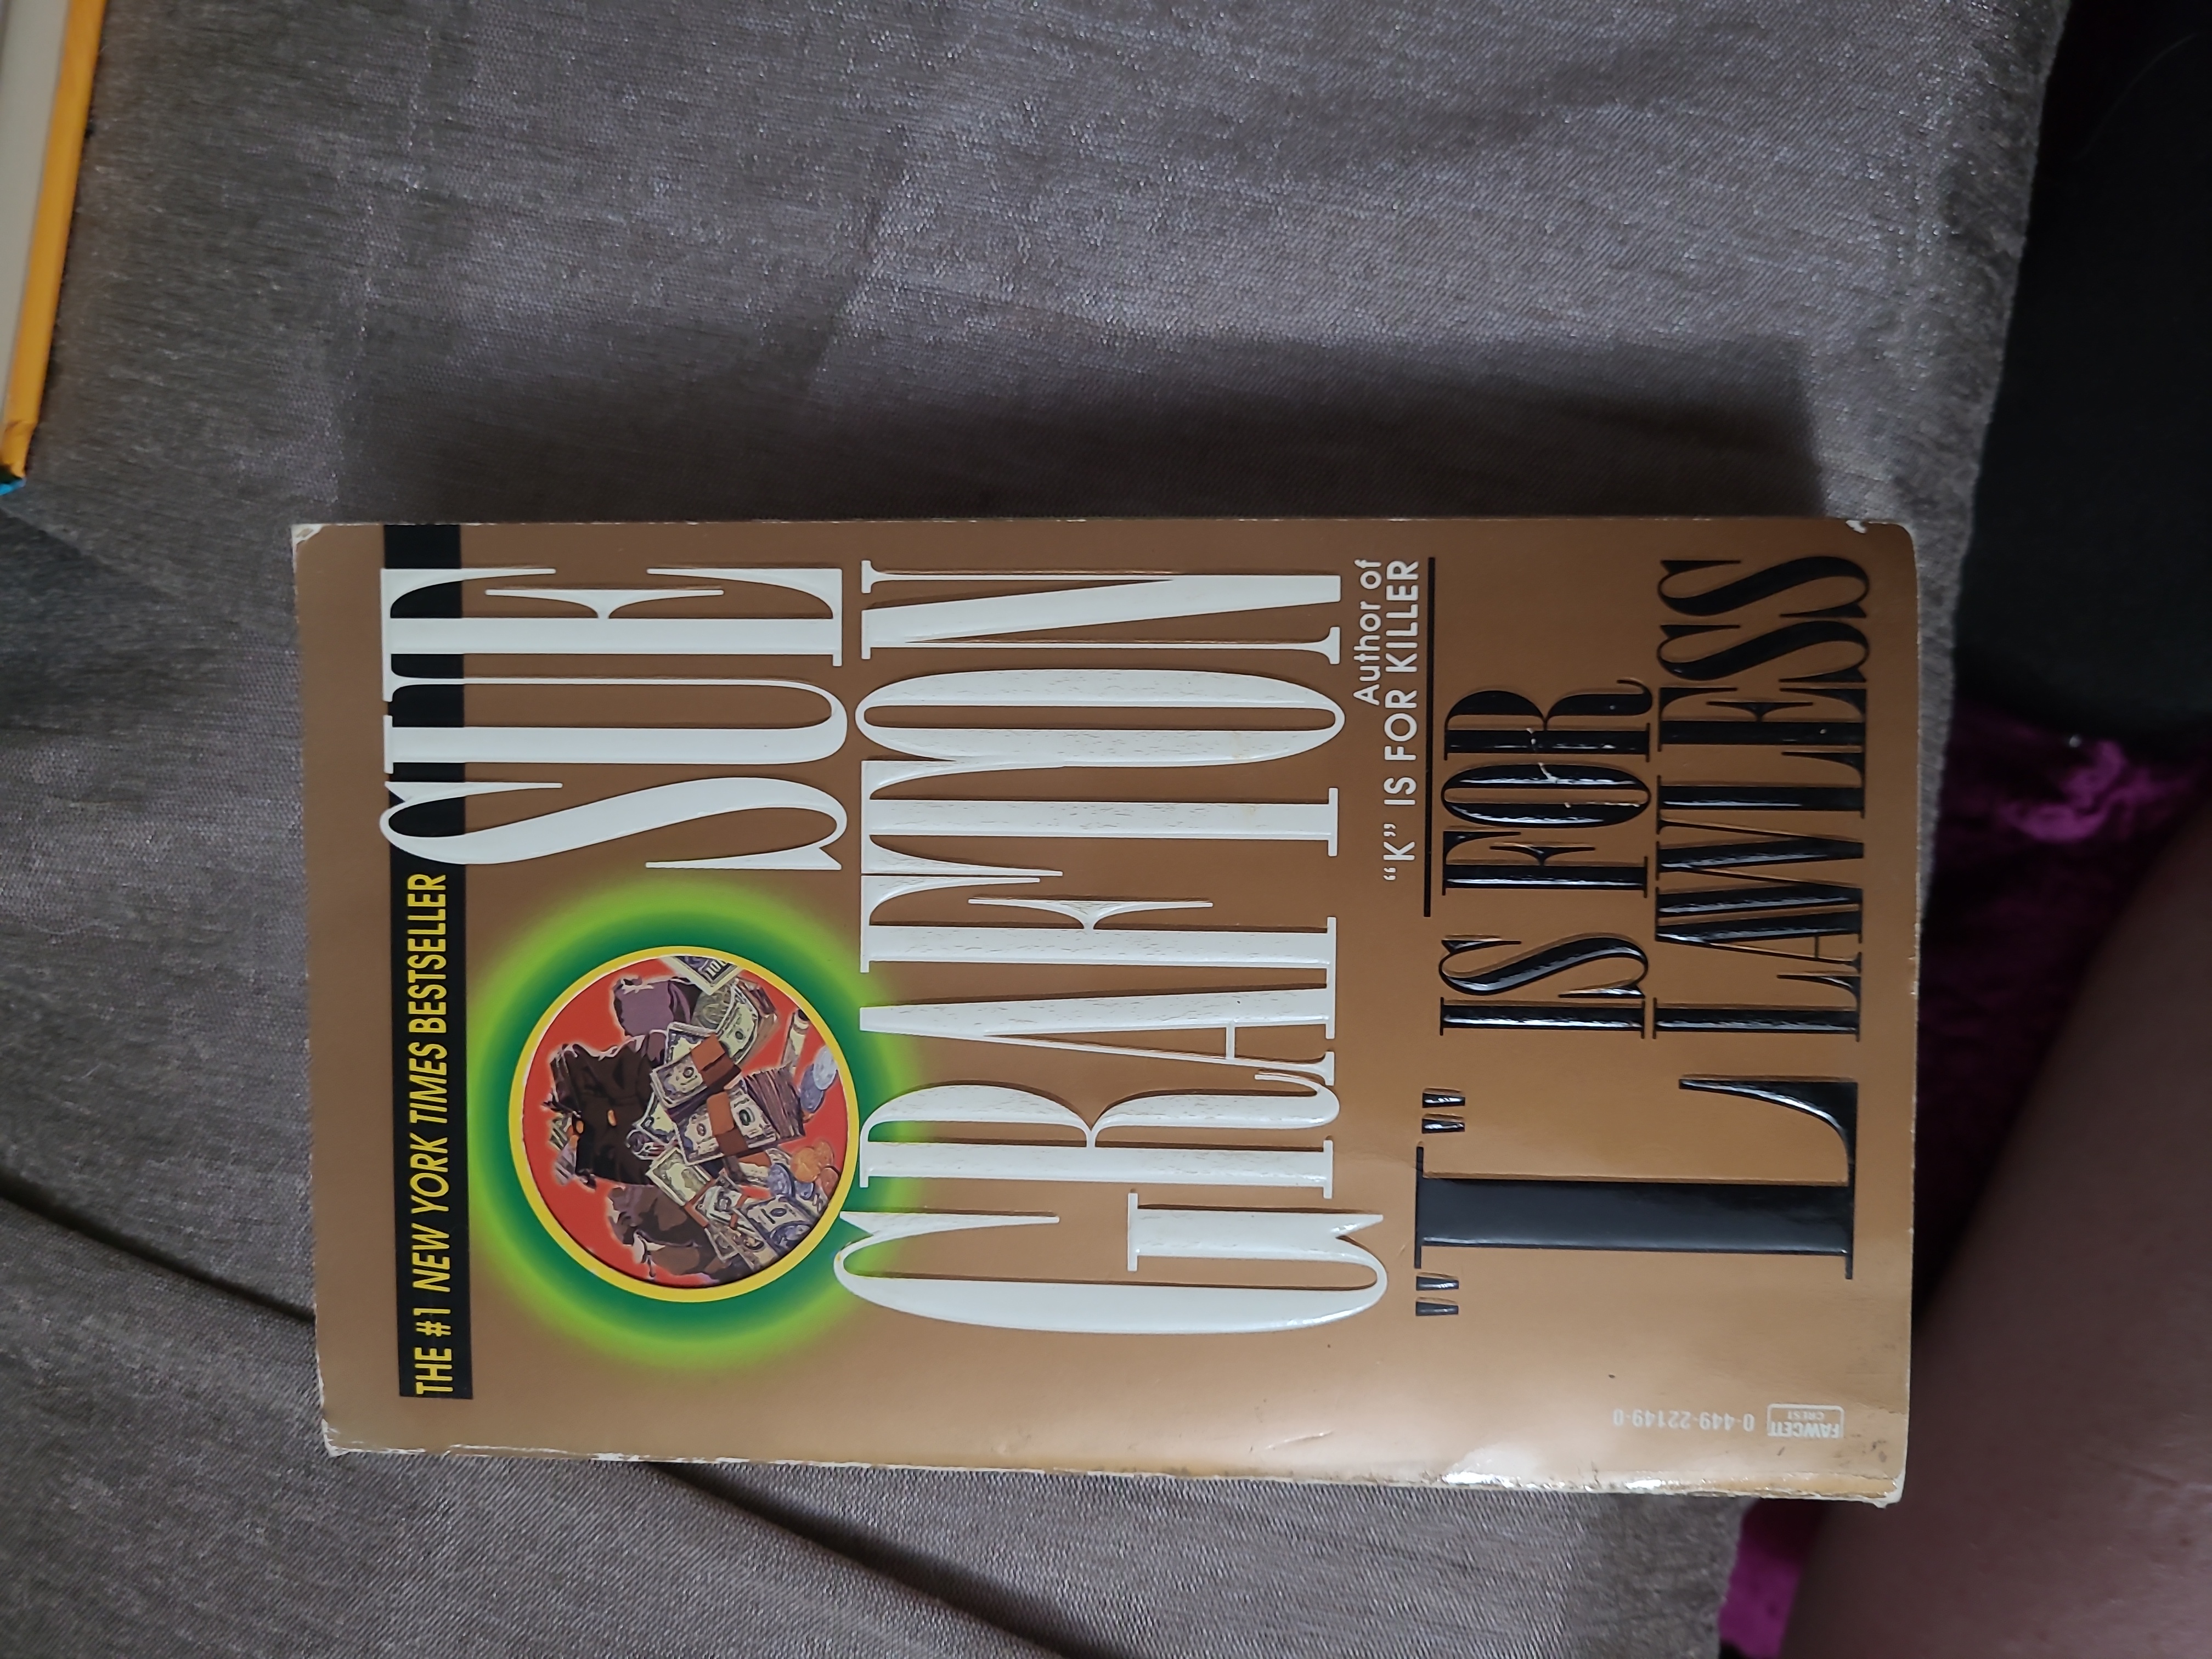 THE #1 NEW YORK TIMES BESTSELLER
SUE
GRAFTON
Author of
"K" IS FOR KILLER
"L" IS FOR
LAWLESS
FAWCETT
CREST
0-449-22149-0